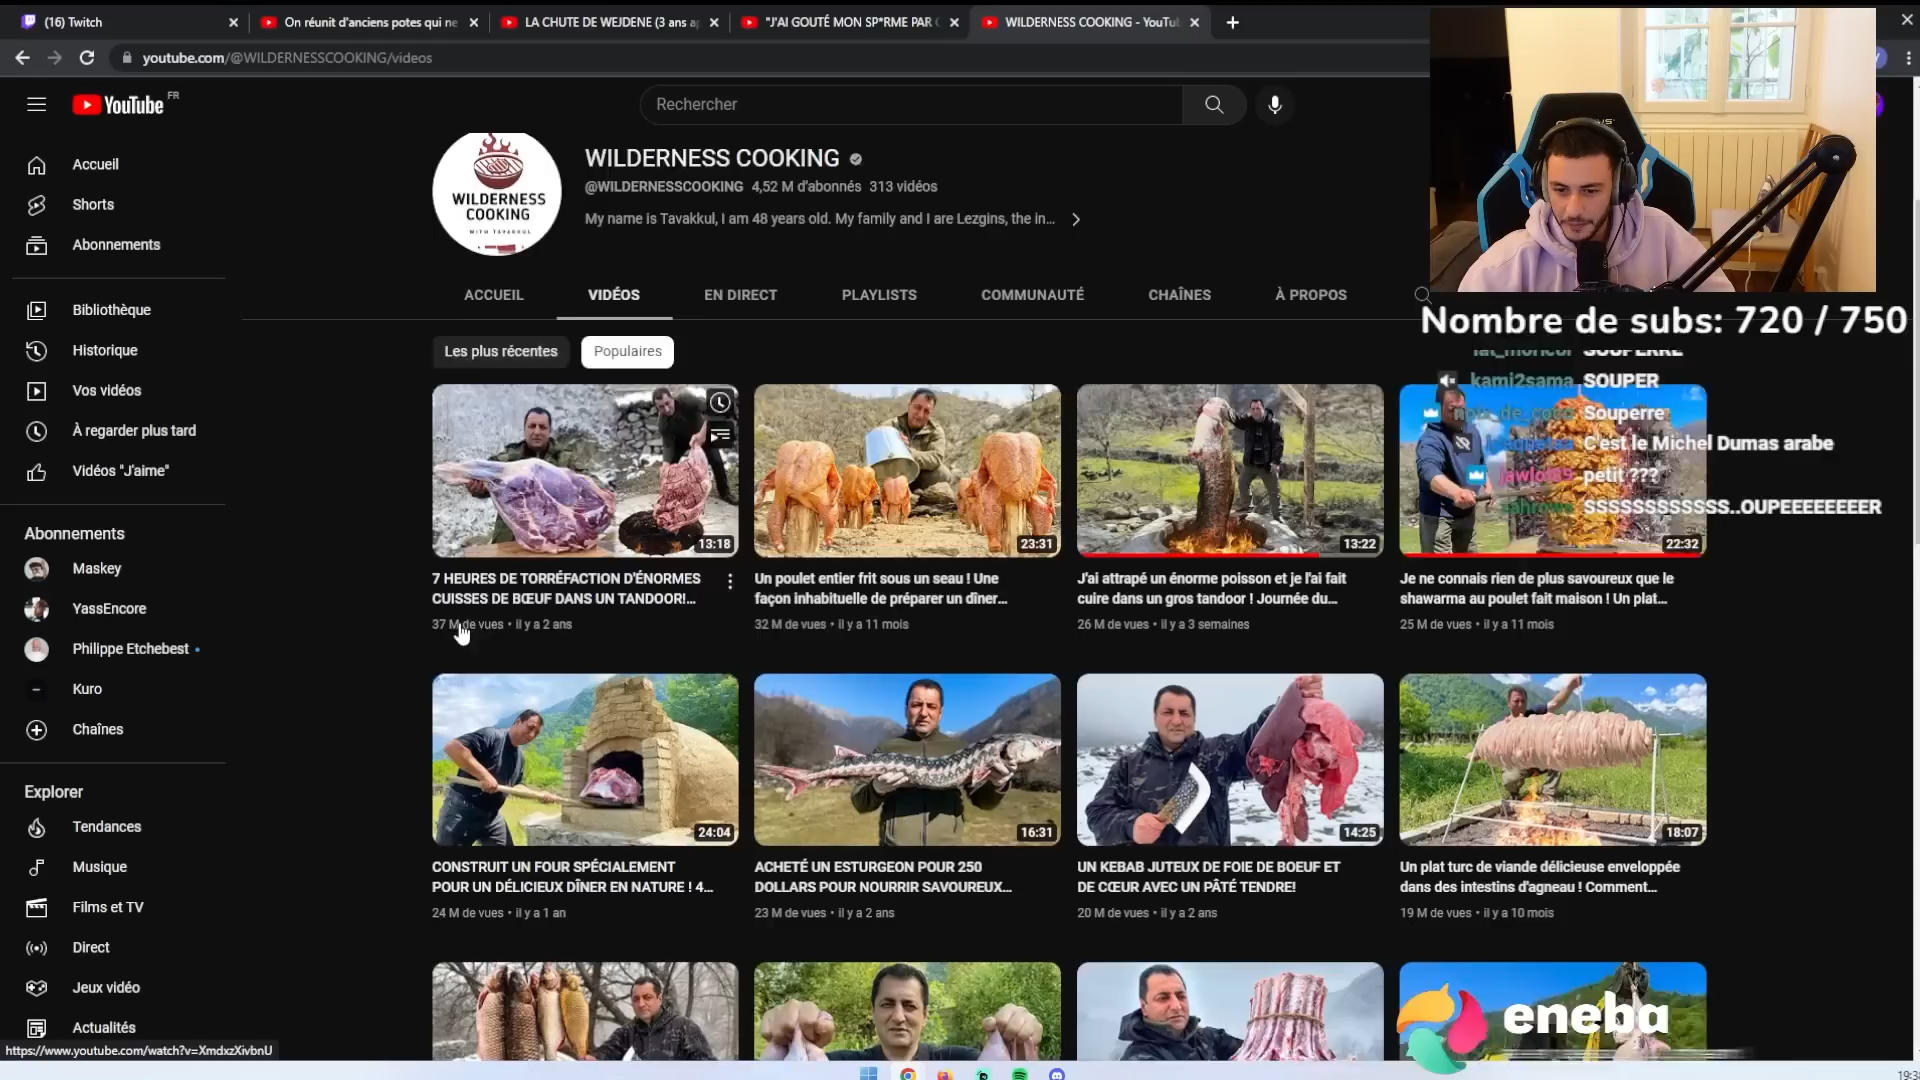 (16) Twitch
On réunit d'anciens potes qui ne
LA CHUTE DE WEJDENE (3 ans a
"J'AI GOUTÉ MON SP*RME PAR
WILDERNESS COOKING - YouTu
youtube.com/@WILDERNESSCOOKING/videos
YouTube FR
Rechercher
Accueil
Shorts
Abonnements
Bibliothèque
Historique
Vos vidéos
À regarder plus tard
Vidéos "J'aime"
Abonnements
Maskey
YassEncore
Philippe Etchebest
Kuro
Chaînes
Explorer
Tendances
Musique
Films et TV
Direct
Jeux vidéo
Actualités
https://www.youtube.com/watch?v=XmdxzXivbnU
WILDERNESS
COOKING
WITH TAVAKKUL
WILDERNESS COOKING
@WILDERNESSCOOKING 4,52 M d'abonnés 313 vidéos
My name is Tavakkul, I am 48 years old. My family and I are Lezgins, the in...
ACCUEIL VIDÉOS EN DIRECT PLAYLISTS COMMUNAUTÉ CHAÎNES À PROPOS
Les plus récentes Populaires
Nombre de subs: 720 / 750
SOUPERRE
kami2sama SOUPER
Souperre
C'est le Michel Dumas arabe
petit ???
SSSSSSSSSSSS..OUPEEEEEEEER
13:18
7 HEURES DE TORRÉFACTION D'ÉNORMES
CUISSES DE BŒUF DANS UN TANDOOR!...
37 M de vues • il y a 2 ans
23:31
Un poulet entier frit sous un seau ! Une
façon inhabituelle de préparer un dîner...
32 M de vues • il y a 11 mois
13:22
J'ai attrapé un énorme poisson et je l'ai fait
cuire dans un gros tandoor ! Journée du...
26 M de vues • il y a 3 semaines
22:32
Je ne connais rien de plus savoureux que le
shawarma au poulet fait maison ! Un plat...
25 M de vues • il y a 11 mois
24:04
CONSTRUIT UN FOUR SPÉCIALEMENT
POUR UN DÉLICIEUX DÎNER EN NATURE ! 4...
24 M de vues • il y a 1 an
16:31
ACHETÉ UN ESTURGEON POUR 250
DOLLARS POUR NOURRIR SAVOUREUX...
23 M de vues • il y a 2 ans
14:25
UN KEBAB JUTEUX DE FOIE DE BOEUF ET
DE CŒUR AVEC UN PÂTÉ TENDRE!
20 M de vues • il y a 2 ans
18:07
Un plat turc de viande délicieuse enveloppée
dans des intestins d'agneau ! Comment...
19 M de vues • il y a 10 mois
eneba